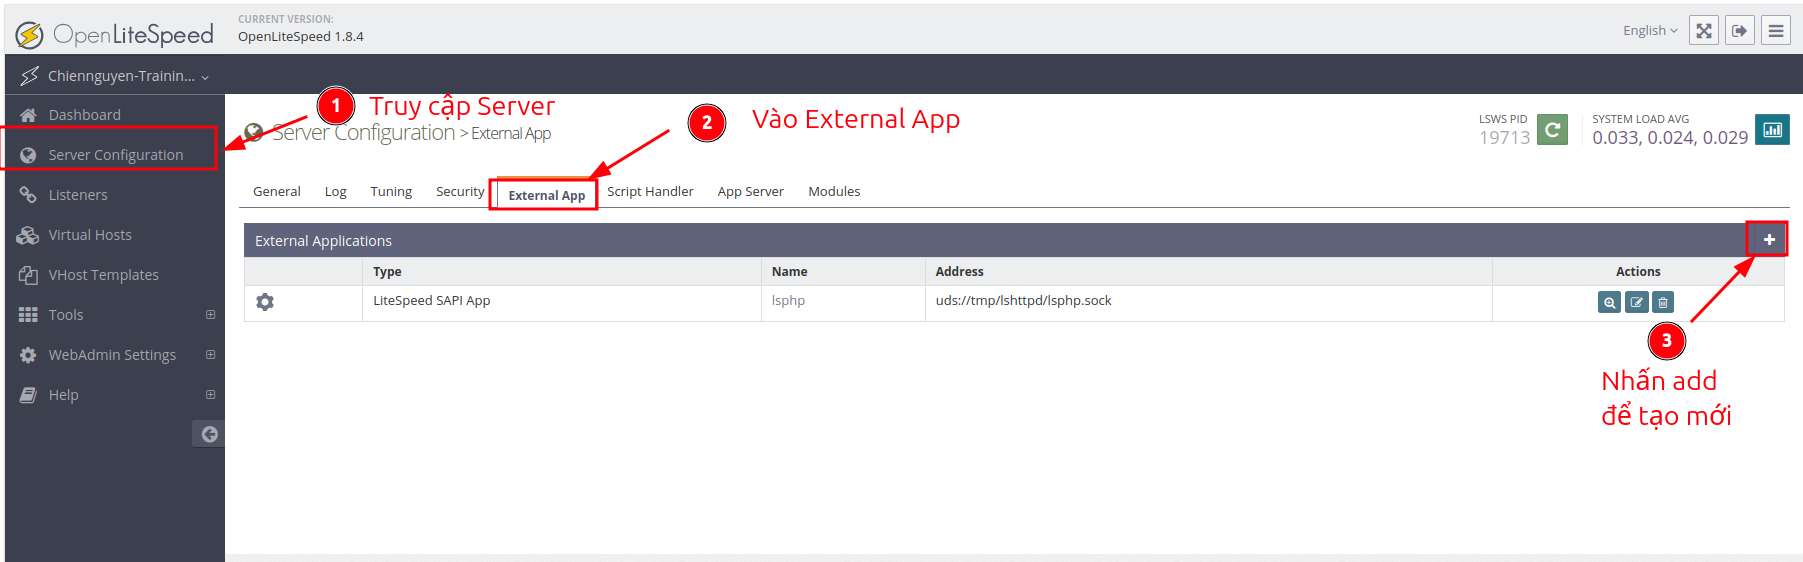 OpenLiteSpeed
CURRENT VERSION:
OpenLiteSpeed 1.8.4
English
Chiennguyen-Trainin...
Dashboard
Server Configuration
Listeners
Virtual Hosts
VHost Templates
Tools
WebAdmin Settings
Help
1 Truy cập Server
2 Vào External App
Server Configuration > External App
LSWS PID
19713
SYSTEM LOAD AVG
0.033, 0.024, 0.029
General Log Tuning Security External App Script Handler App Server Modules
External Applications
Type Name Address Actions
LiteSpeed SAPI App lsphp uds://tmp/lshttpd/lsphp.sock
3
Nhấn add
để tạo mới